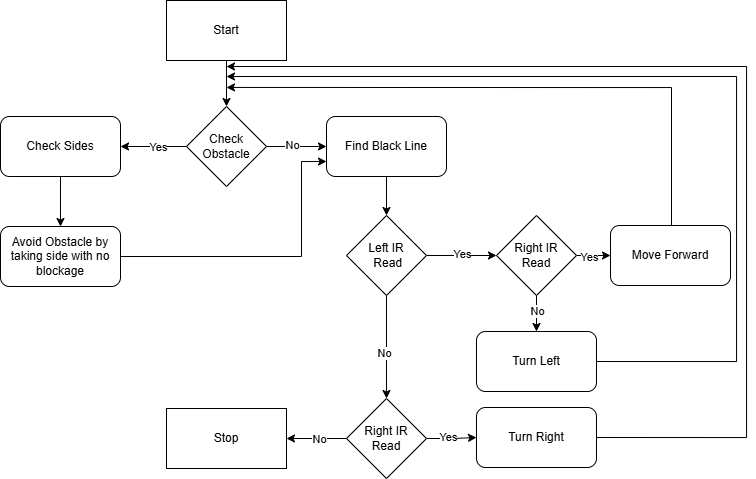 Start
Check
Obstacle
Yes
No
Check Sides
Find Black Line
Avoid Obstacle by
taking side with no
blockage
Left IR
Read
Yes
Right IR
Read
Yes
Move Forward
No
Turn Left
No
Right IR
Read
No
Stop
Yes
Turn Right